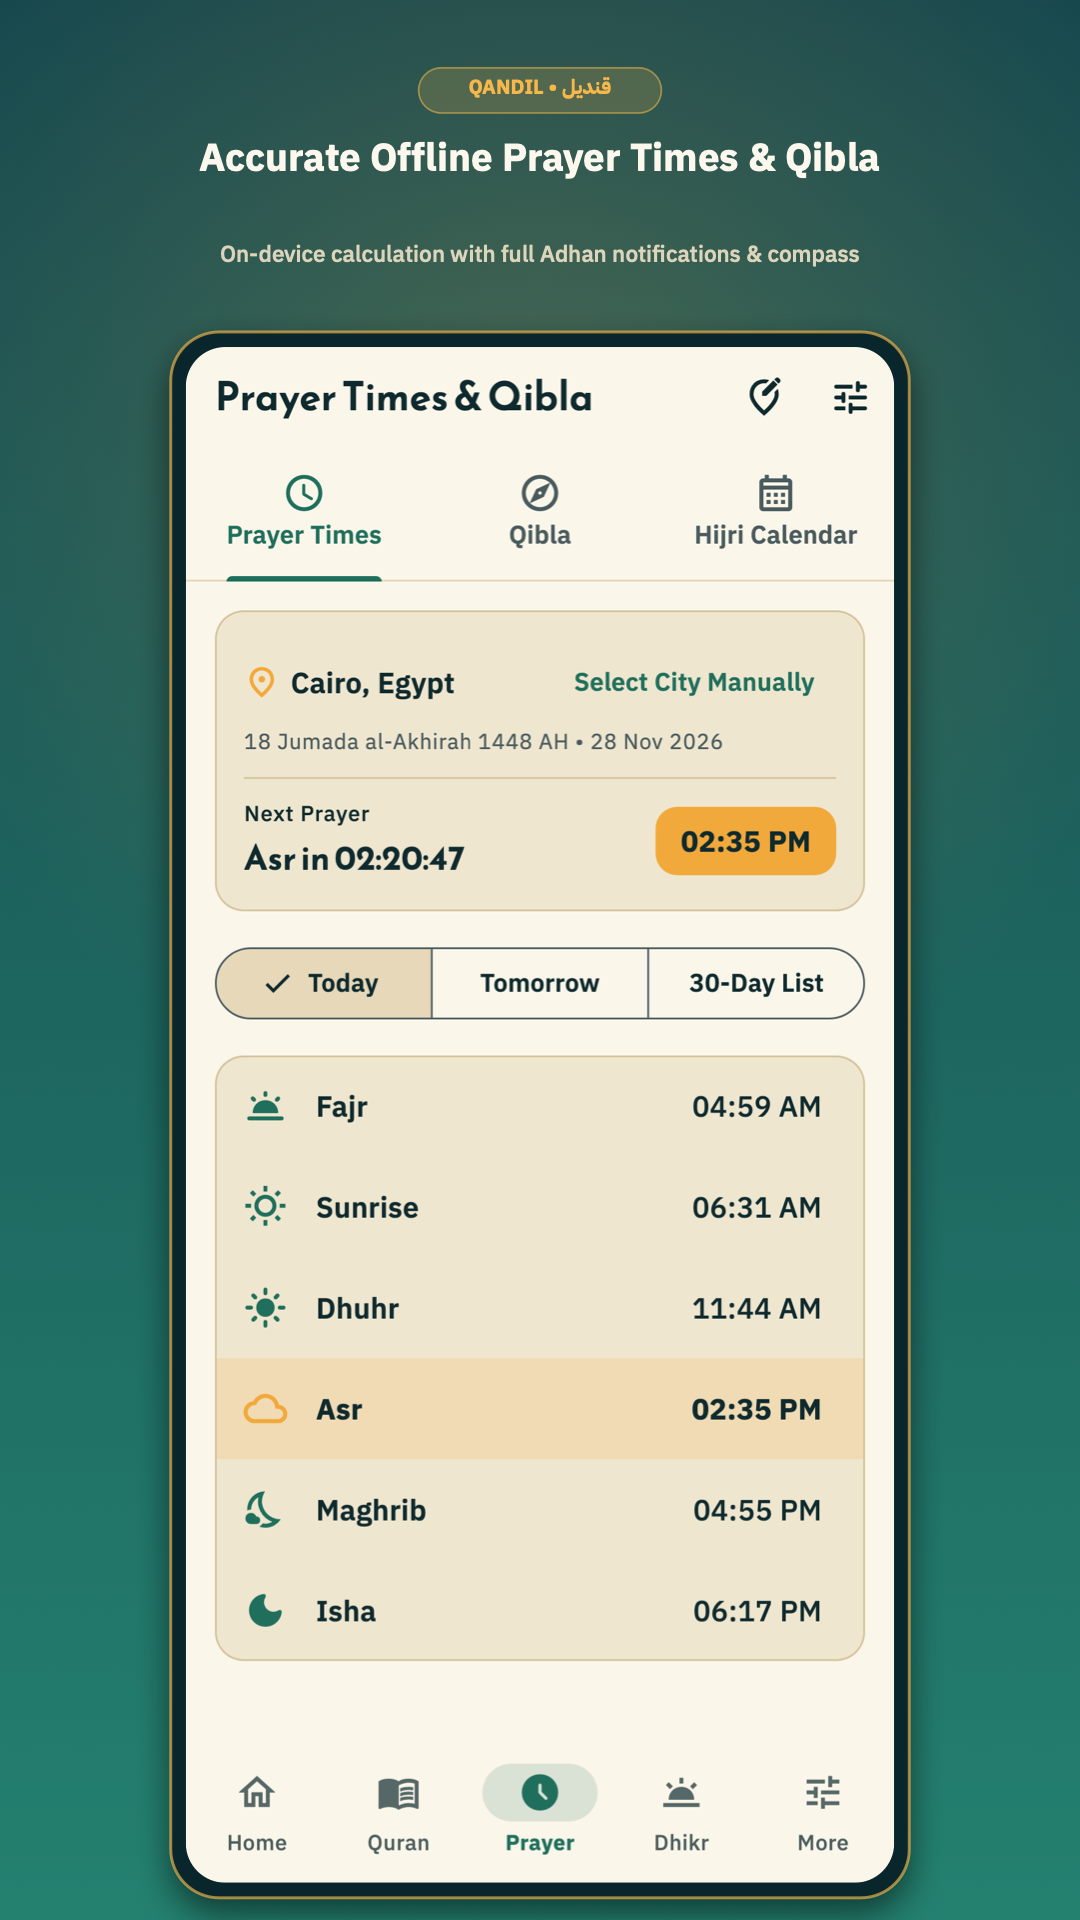 QANDIL • قنديل
Accurate Offline Prayer Times & Qibla
On-device calculation with full Adhan notifications & compass
Prayer Times & Qibla
Prayer Times
Qibla
Hijri Calendar
Cairo, Egypt
Select City Manually
18 Jumada al-Akhirah 1448 AH • 28 Nov 2026
Next Prayer
Asr in 02:20:47
02:35 PM
Today
Tomorrow
30-Day List
Fajr 04:59 AM
Sunrise 06:31 AM
Dhuhr 11:44 AM
Asr 02:35 PM
Maghrib 04:55 PM
Isha 06:17 PM
Home
Quran
Prayer
Dhikr
More